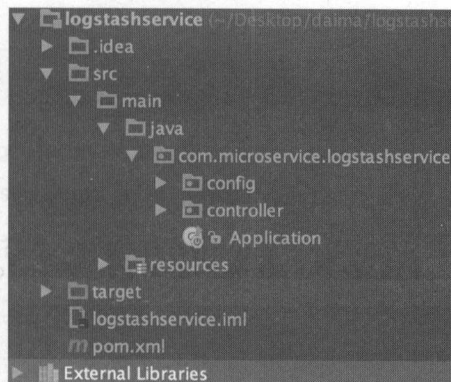 logstashservice (~/Desktop/daima/logstashse
.idea
src
main
java
com.microservice.logstashservice
config
controller
Application
resources
target
logstashservice.iml
m pom.xml
External Libraries